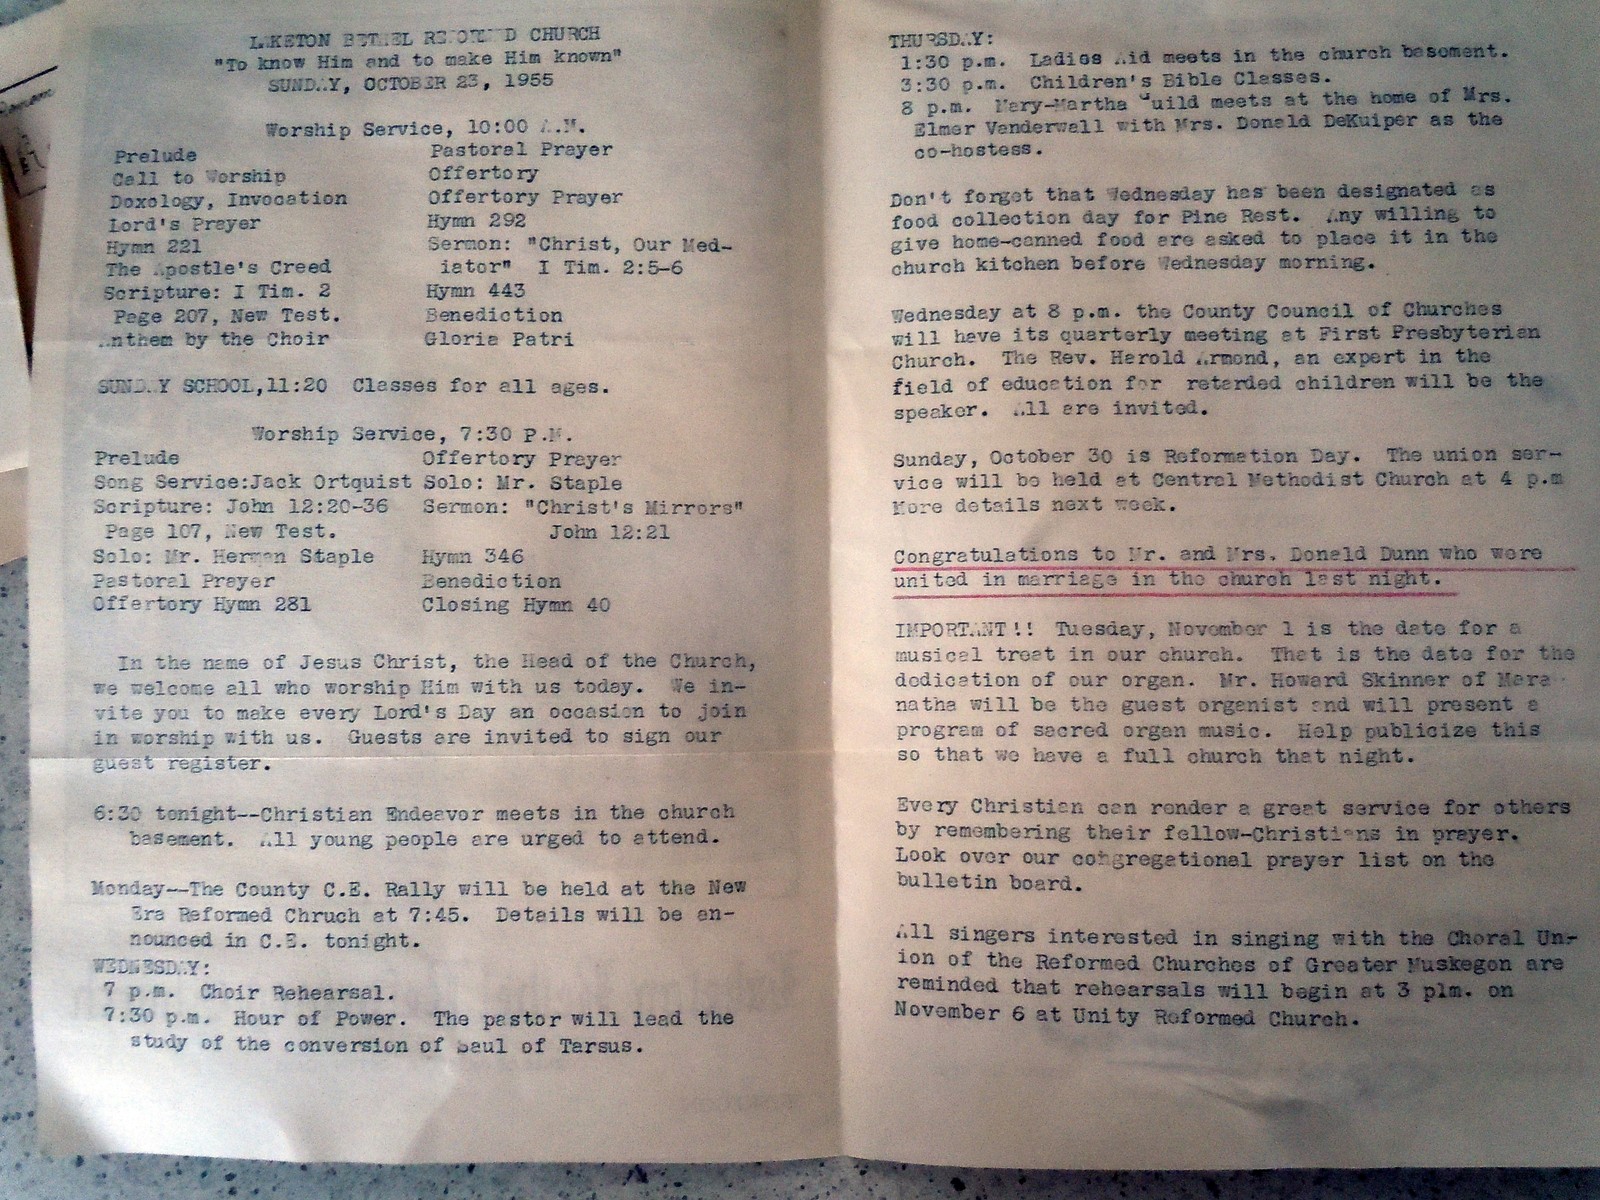 LAKETON BETHEL REFORMED CHURCH
"To know Him and to make Him known"
SUNDAY, OCTOBER 23, 1955
Worship Service, 10:00 A.M.
Prelude
Call to Worship
Doxology, Invocation
Lord's Prayer
Hymn 221
The Apostle's Creed
Scripture: I Tim. 2
Page 207, New Test.
Anthem by the Choir
Pastoral Prayer
Offertory
Offertory Prayer
Hymn 292
Sermon: "Christ, Our Med-
iator" I Tim. 2:5-6
Hymn 443
Benediction
Gloria Patri
SUNDAY SCHOOL,11:20 Classes for all ages.
Worship Service, 7:30 P.M.
Prelude
Song Service:Jack Ortquist
Scripture: John 12:20-36
Page 107, New Test.
Solo: Mr. Herman Staple
Pastoral Prayer
Offertory Hymn 281
Offertory Prayer
Solo: Mr. Staple
Sermon: "Christ's Mirrors"
John 12:21
Hymn 346
Benediction
Closing Hymn 40
In the name of Jesus Christ, the Head of the Church,
we welcome all who worship Him with us today. We in-
vite you to make every Lord's Day an occasion to join
in worship with us. Guests are invited to sign our
guest register.
6:30 tonight--Christian Endeavor meets in the church
basement. All young people are urged to attend.
Monday--The County C.E. Rally will be held at the New
Era Reformed Chruch at 7:45. Details will be an-
nounced in C.E. tonight.
WEDNESDAY:
7 p.m. Choir Rehearsal.
7:30 p.m. Hour of Power. The pastor will lead the
study of the conversion of Saul of Tarsus.
THURSDAY:
1:30 p.m. Ladies Aid meets in the church basement.
3:30 p.m. Children's Bible Classes.
8 p.m. Mary-Martha Guild meets at the home of Mrs.
Elmer Vanderwall with Mrs. Donald DeKuiper as the
co-hostess.
Don't forget that Wednesday has been designated as
food collection day for Pine Rest. Any willing to
give home-canned food are asked to place it in the
church kitchen before Wednesday morning.
Wednesday at 8 p.m. the County Council of Churches
will have its quarterly meeting at First Presbyterian
Church. The Rev. Harold Armond, an expert in the
field of education for retarded children will be the
speaker. All are invited.
Sunday, October 30 is Reformation Day. The union ser-
vice will be held at Central Methodist Church at 4 p.m
More details next week.
Congratulations to Mr. and Mrs. Donald Dunn who were
united in marriage in the church last night.
IMPORTANT!! Tuesday, November 1 is the date for a
musical treat in our church. That is the date for the
dedication of our organ. Mr. Howard Skinner of Mara-
natha will be the guest organist and will present a
program of sacred organ music. Help publicize this
so that we have a full church that night.
Every Christian can render a great service for others
by remembering their fellow-Christians in prayer.
Look over our congregational prayer list on the
bulletin board.
All singers interested in singing with the Choral Un-
ion of the Reformed Churches of Greater Muskegon are
reminded that rehearsals will begin at 3 plm. on
November 6 at Unity Reformed Church.